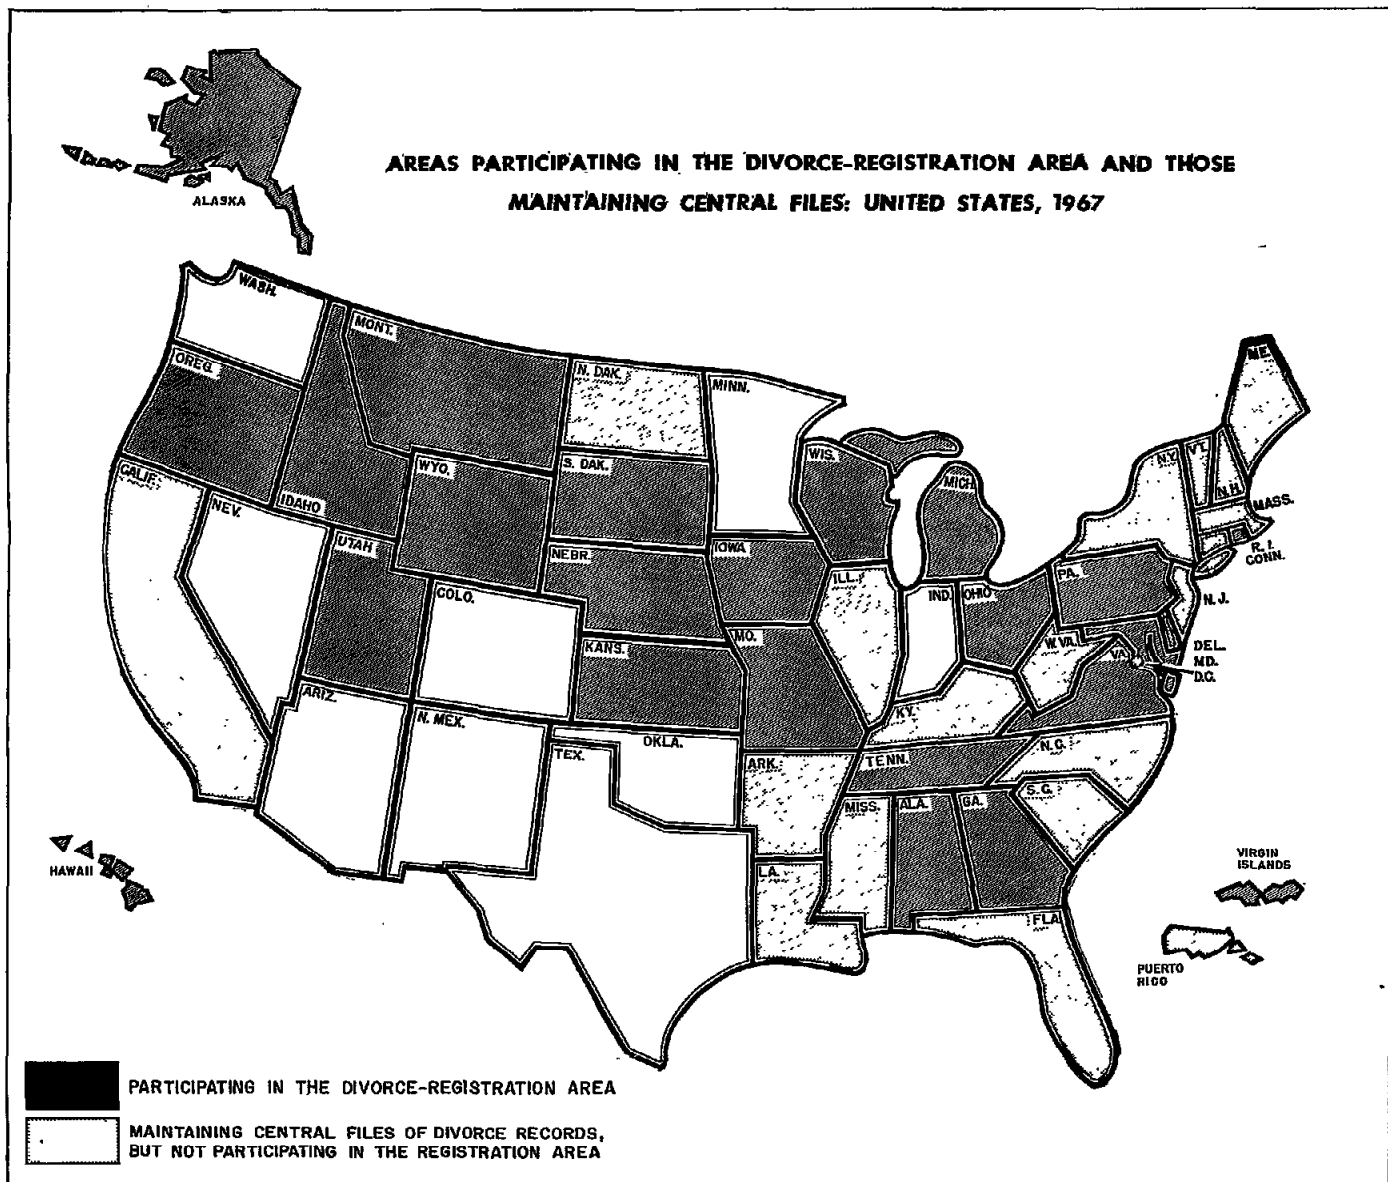 AREAS PARTICIPATING IN THE DIVORCE-REGISTRATION AREA AND THOSE
MAINTAINING CENTRAL FILES: UNITED STATES, 1967
ALASKA
WASH.
MONT.
OREG.
N. DAK.
MINN.
ME.
WIS.
MICH.
N.Y.
VT.
N.H.
MASS.
R. I.
CONN.
CALIF.
NEV.
IDAHO
WYO.
S. DAK.
UTAH
NEBR.
IOWA
ILL.
IND.
OHIO
PA.
N. J.
DEL.
MD.
D.C.
COLO.
KANS.
MO.
W. VA.
VA.
ARIZ.
N. MEX.
OKLA.
TEX.
KY.
TENN.
N.C.
S.C.
ARK.
MISS.
ALA.
GA.
LA.
FLA.
HAWAII
VIRGIN
ISLANDS
PUERTO
RICO
PARTICIPATING IN THE DIVORCE-REGISTRATION AREA
MAINTAINING CENTRAL FILES OF DIVORCE RECORDS,
BUT NOT PARTICIPATING IN THE REGISTRATION AREA